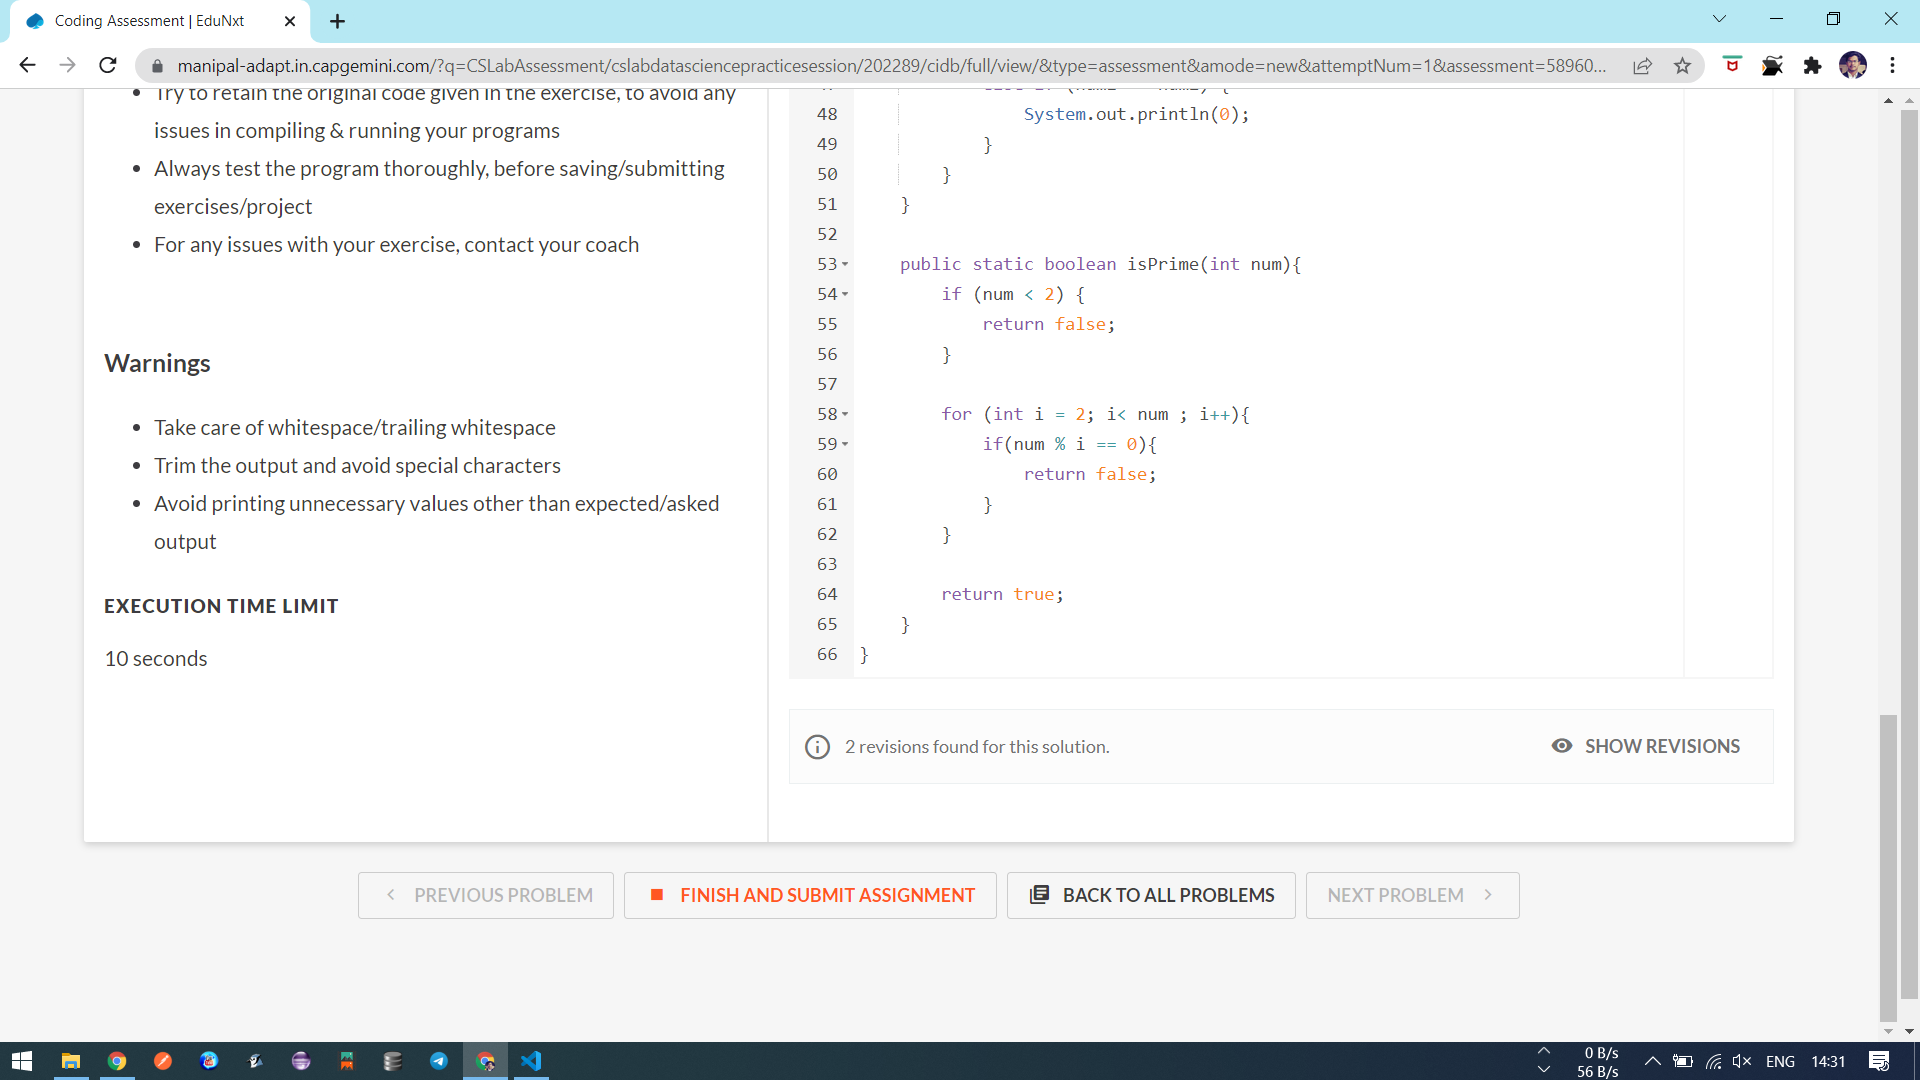 Coding Assessment | EduNxt
manipal-adapt.in.capgemini.com/?q=CSLabAssessment/cslabdatasciencepracticesession/202289/cidb/full/view/&type=assessment&amode=new&attemptNum=1&assessment=58960...
Try to retain the original code given in the exercise, to avoid any
issues in compiling & running your programs
Always test the program thoroughly, before saving/submitting
exercises/project
For any issues with your exercise, contact your coach
Warnings
Take care of whitespace/trailing whitespace
Trim the output and avoid special characters
Avoid printing unnecessary values other than expected/asked
output
EXECUTION TIME LIMIT
10 seconds
48 System.out.println(0);
49 }
50 }
51 }
52
53 public static boolean isPrime(int num){
54 if (num < 2) {
55 return false;
56 }
57
58 for (int i = 2; i< num ; i++){
59 if(num % i == 0){
60 return false;
61 }
62 }
63
64 return true;
65 }
66 }
2 revisions found for this solution.
SHOW REVISIONS
PREVIOUS PROBLEM
FINISH AND SUBMIT ASSIGNMENT
BACK TO ALL PROBLEMS
NEXT PROBLEM
0 B/s
56 B/s
ENG
14:31